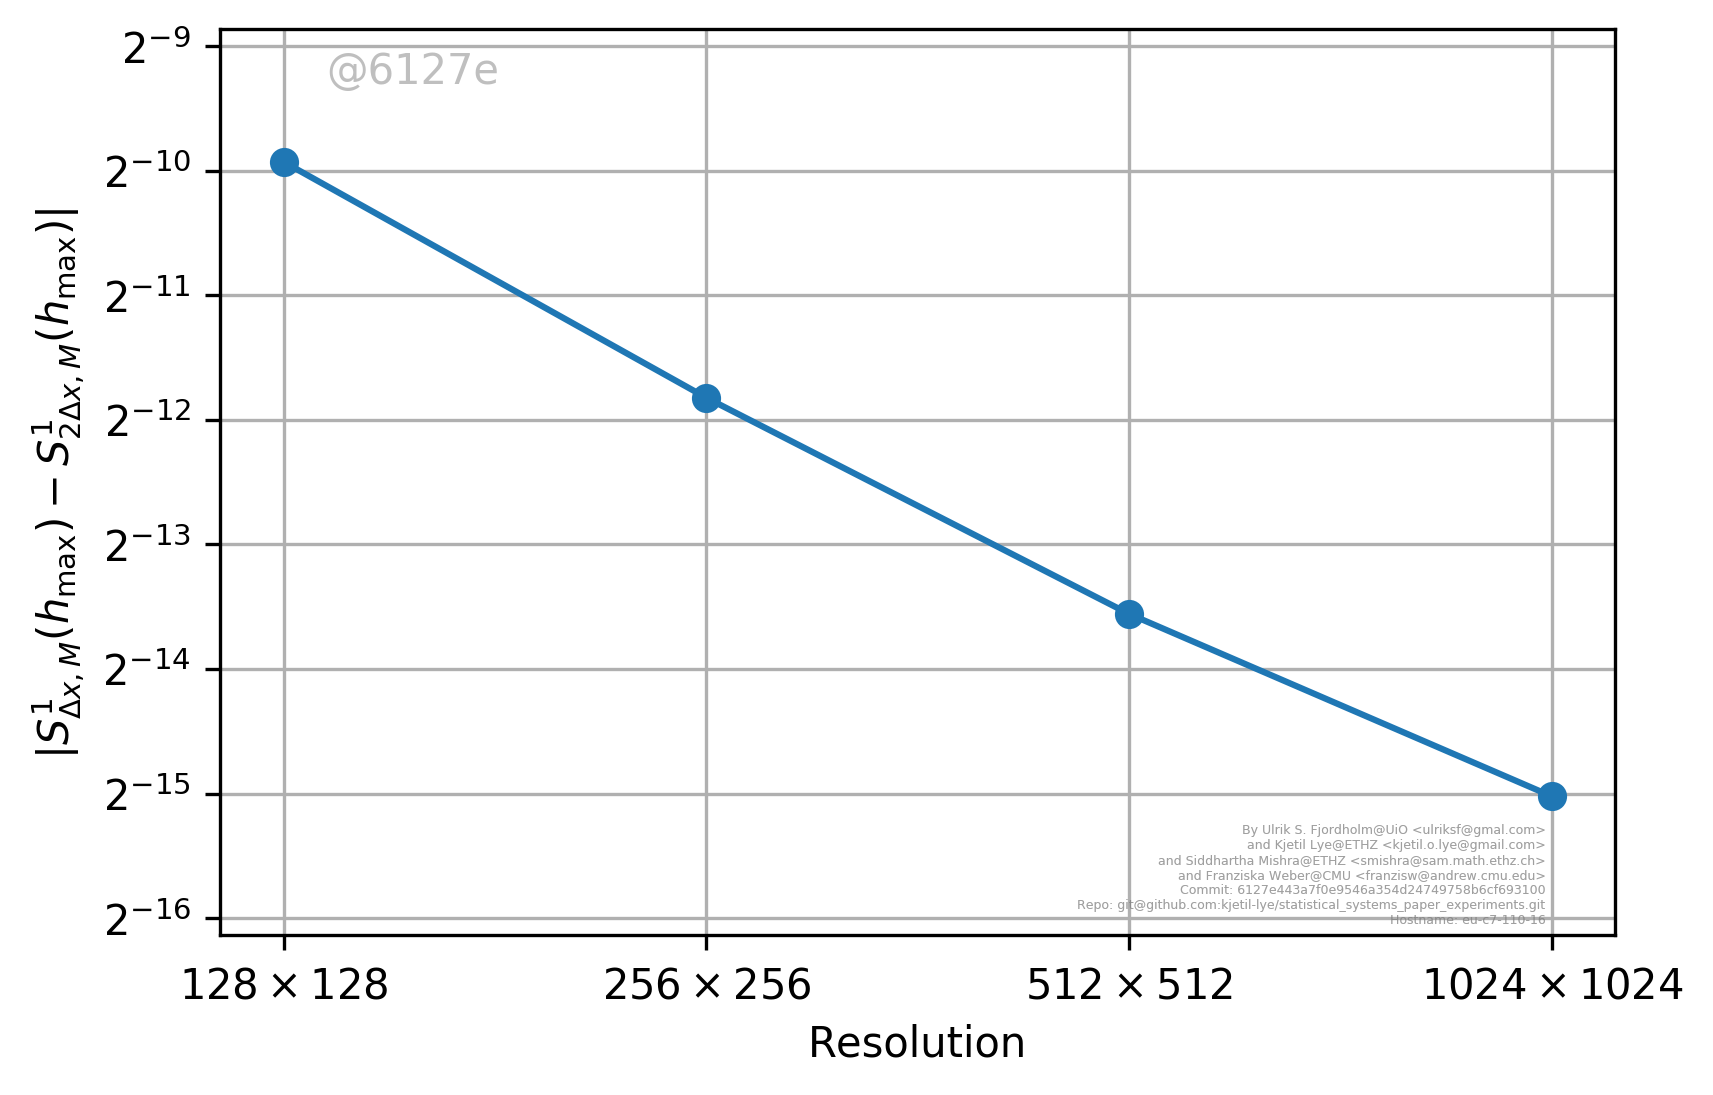 2⁻⁹
@6127e
2⁻¹⁰
2⁻¹¹
2⁻¹²
2⁻¹³
2⁻¹⁴
2⁻¹⁵
2⁻¹⁶
|S¹_{Δx, M}(h_max) − S¹_{2Δx, M}(h_max)|
By Ulrik S. Fjordholm@UiO <ulriksf@gmal.com>
and Kjetil Lye@ETHZ <kjetil.o.lye@gmail.com>
and Siddhartha Mishra@ETHZ <smishra@sam.math.ethz.ch>
and Franziska Weber@CMU <franzisw@andrew.cmu.edu>
Commit: 6127e443a7f0e9546a354d24749758b6cf693100
Repo: git@github.com:kjetil-lye/statistical_systems_paper_experiments.git
Hostname: eu-c7-110-16
128 × 128 256 × 256 512 × 512 1024 × 1024
Resolution